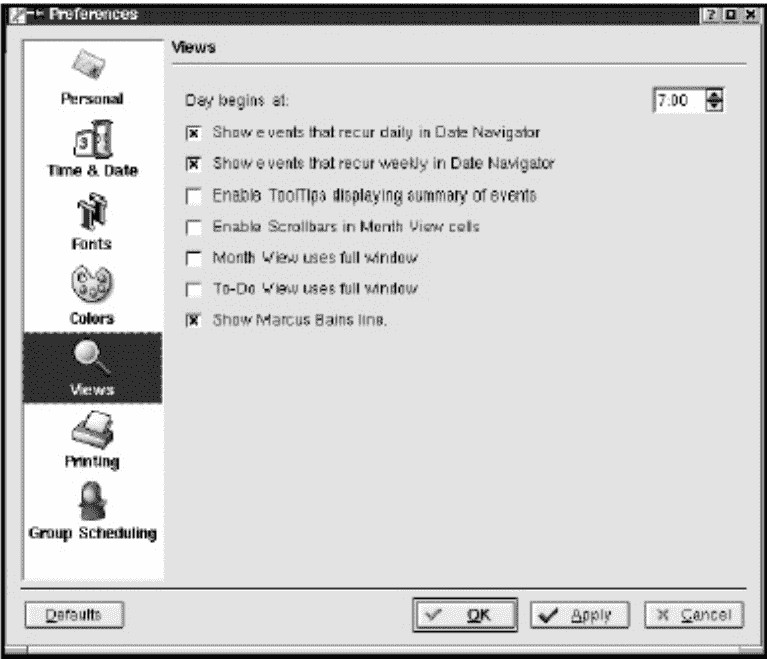 Preferences
Personal
Time & Date
3
Fonts
Colors
Views
Printing
Group Scheduling
Views
Day begins at:
7:00
Show events that recur daily in Date Navigator
Show events that recur weekly in Date Navigator
Enable ToolTips displaying summary of events
Enable Scrollbars in Month View cells
Month View uses full window
To-Do View uses full window
Show Marcus Bains line.
Defaults
OK
Apply
Cancel